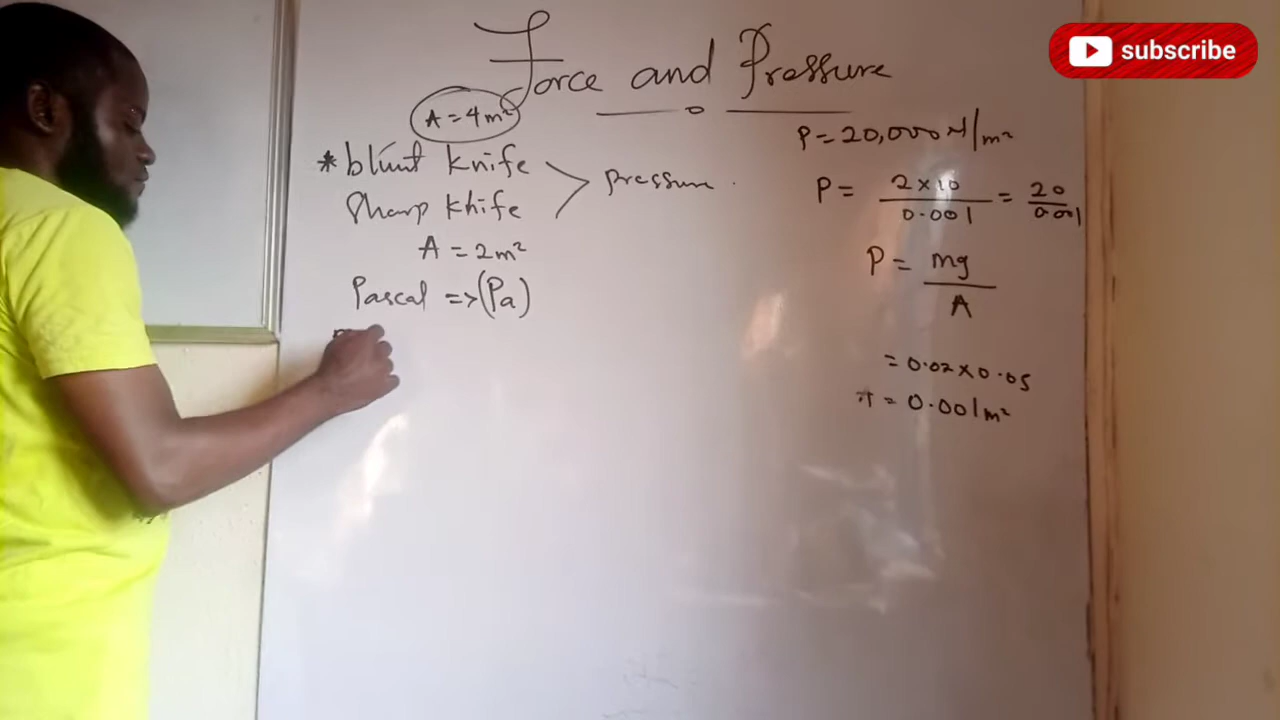 subscribe
Force and Pressure
A = 4m²
* blunt knife
Sharp knife
pressure.
A = 2m²
Pascal => (Pa)
P = 20,000N/m²
P = 2×10/0.001 = 20/0.001
P = mg/A
= 0.02×0.05
A = 0.001m²